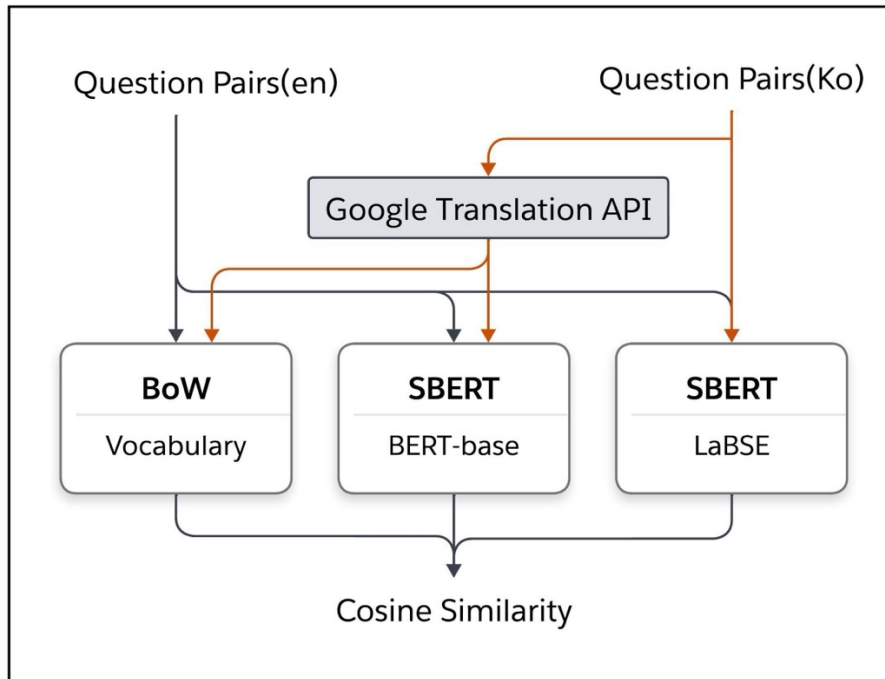 Question Pairs(en)
Question Pairs(Ko)
Google Translation API
BoW
Vocabulary
SBERT
BERT-base
SBERT
LaBSE
Cosine Similarity